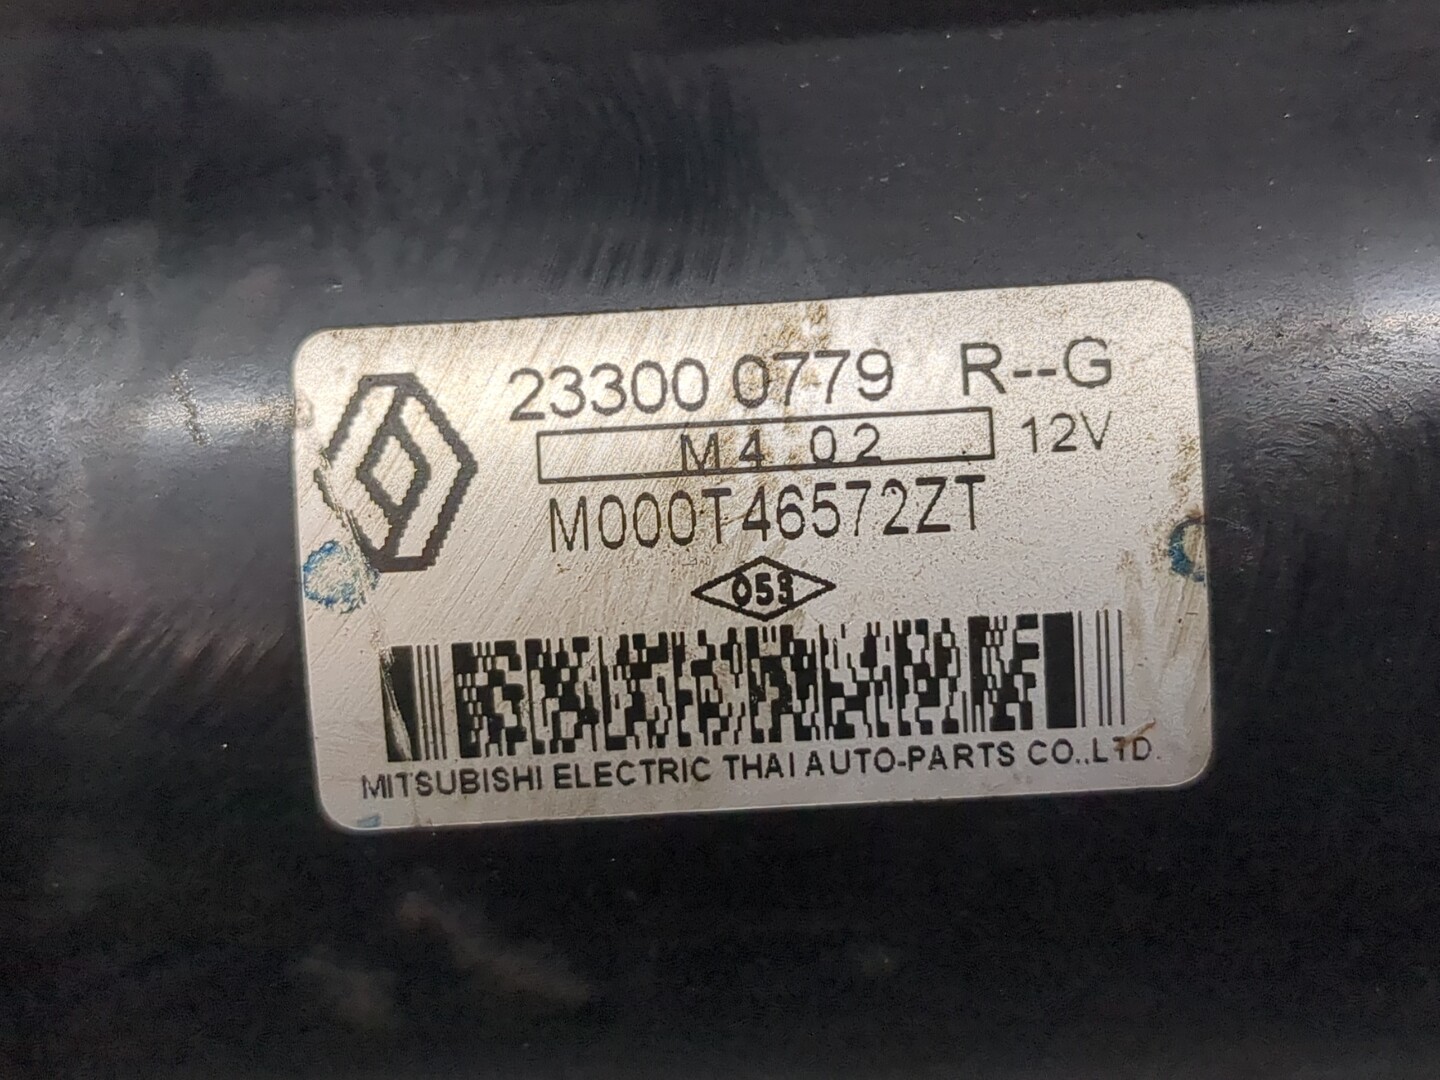 23300 0779 R--G
M4 02 12V
M000T46572ZT
053
MITSUBISHI ELECTRIC THAI AUTO-PARTS CO.,LTD.